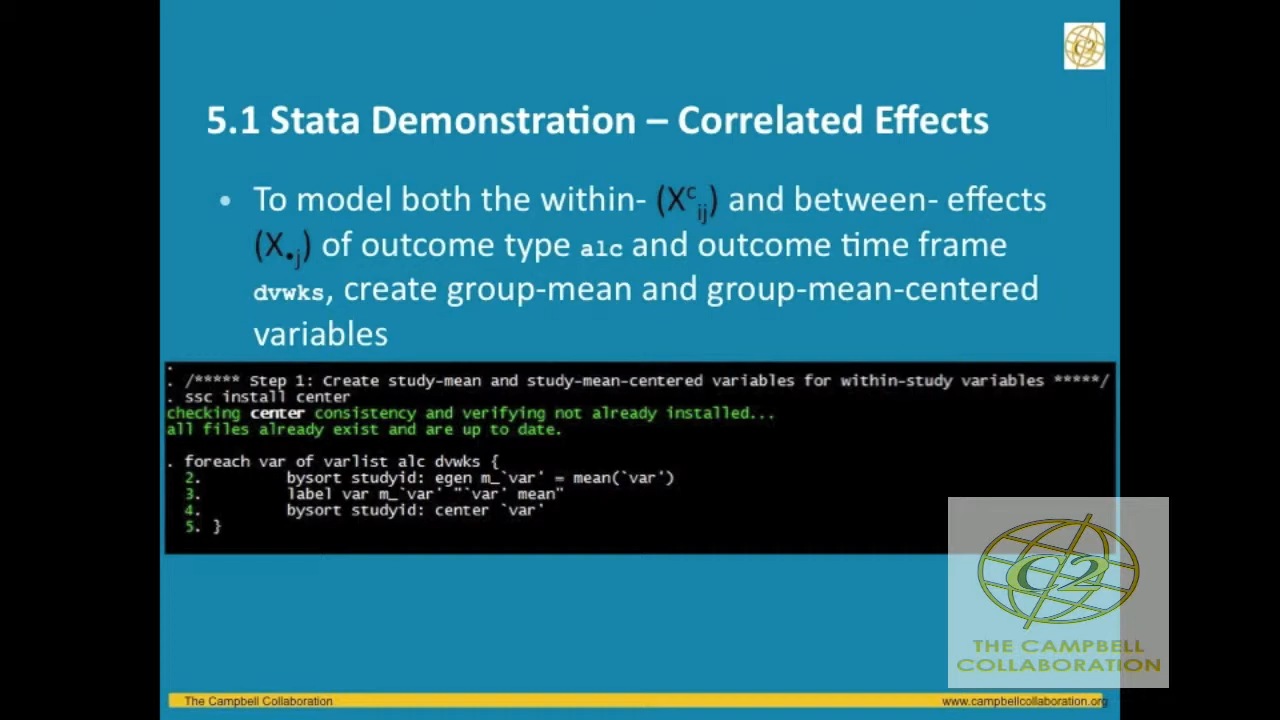 5.1 Stata Demonstration – Correlated Effects
• To model both the within- (Xᶜᵢⱼ) and between- effects
(X•ⱼ) of outcome type alc and outcome time frame
dvwks, create group-mean and group-mean-centered
variables
.
. /***** Step 1: Create study-mean and study-mean-centered variables for within-study variables *****/
. ssc install center
checking center consistency and verifying not already installed...
all files already exist and are up to date.
. foreach var of varlist alc dvwks {
2. bysort studyid: egen m_`var' = mean(`var')
3. label var m_`var' "`var' mean"
4. bysort studyid: center `var'
5. }
C2
THE CAMPBELL
COLLABORATION
The Campbell Collaboration
www.campbellcollaboration.org